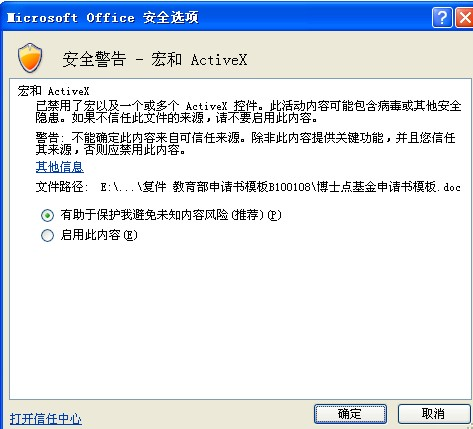 Microsoft Office 安全选项
安全警告 - 宏和 ActiveX
宏和 ActiveX
已禁用了宏以及一个或多个 ActiveX 控件。此活动内容可能包含病毒或其他安全
隐患。如果不信任此文件的来源，请不要启用此内容。
警告: 不能确定此内容来自可信任来源。除非此内容提供关键功能，并且您信任
其来源，否则应禁用此内容。
其他信息
文件路径: E:\...\复件 教育部申请书模板B100108\博士点基金申请书模板.doc
有助于保护我避免未知内容风险(推荐)(P)
启用此内容(E)
打开信任中心
确定
取消